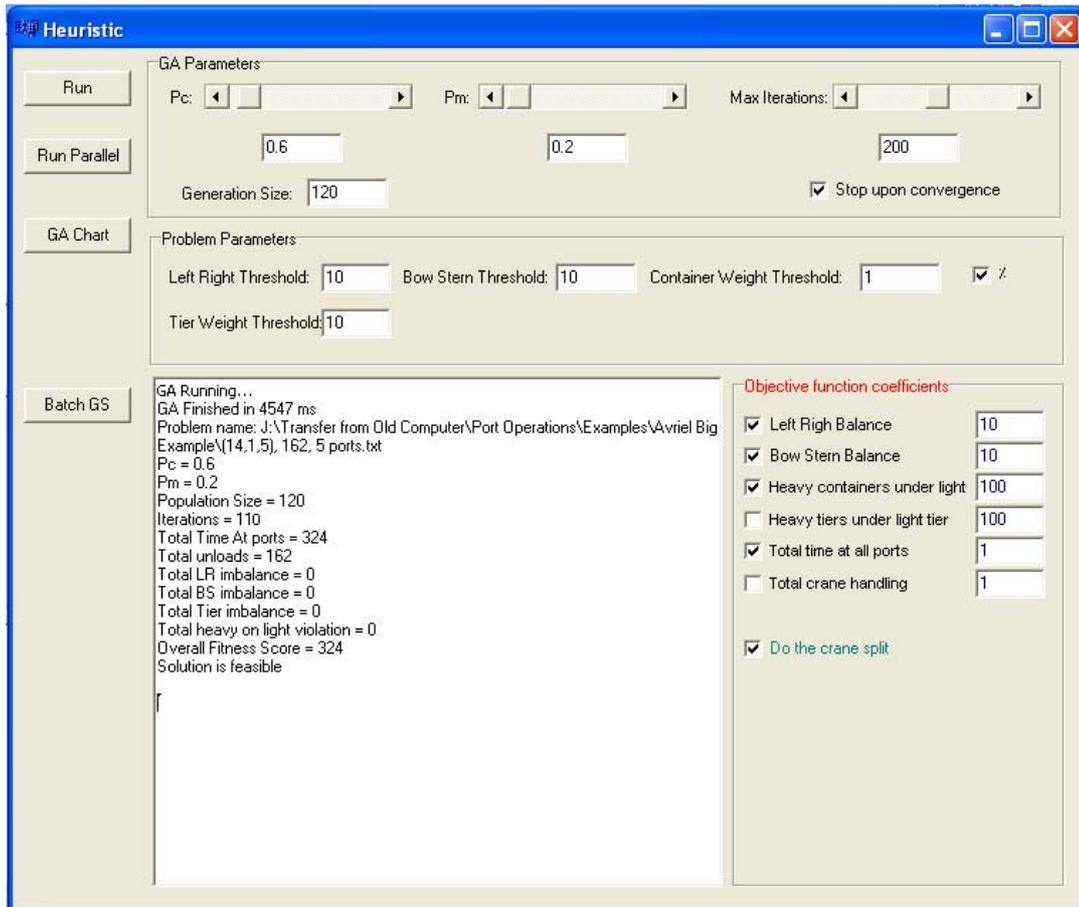 Heuristic
Run
Run Parallel
GA Chart
Batch GS
GA Parameters
Pc:
0.6
Pm:
0.2
Max Iterations:
200
Generation Size: 120
Stop upon convergence
Problem Parameters
Left Right Threshold: 10
Bow Stern Threshold: 10
Container Weight Threshold: 1
%
Tier Weight Threshold: 10
GA Running...
GA Finished in 4547 ms
Problem name: J:\Transfer from Old Computer\Port Operations\Examples\Avriel Big
Example\(14,1,5), 162, 5 ports.txt
Pc = 0.6
Pm = 0.2
Population Size = 120
Iterations = 110
Total Time At ports = 324
Total unloads = 162
Total LR imbalance = 0
Total BS imbalance = 0
Total Tier imbalance = 0
Total heavy on light violation = 0
Overall Fitness Score = 324
Solution is feasible
Objective function coefficients
Left Righ Balance 10
Bow Stern Balance 10
Heavy containers under light 100
Heavy tiers under light tier 100
Total time at all ports 1
Total crane handling 1
Do the crane split